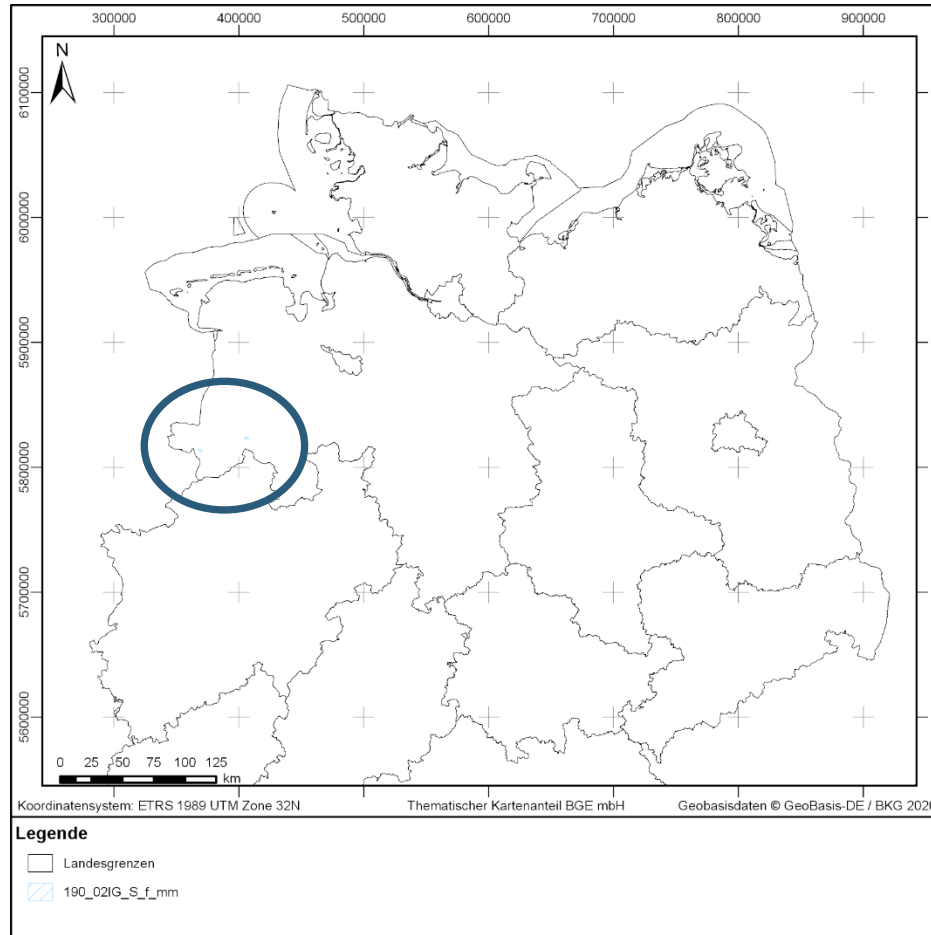 300000 400000 500000 600000 700000 800000 900000
N
6100000
6000000
5900000
5800000
5700000
5600000
0 25 50 75 100 125
km
Koordinatensystem: ETRS 1989 UTM Zone 32N Thematischer Kartenanteil BGE mbH Geobasisdaten © GeoBasis-DE / BKG 2020
Legende
Landesgrenzen
190_02IG_S_f_mm